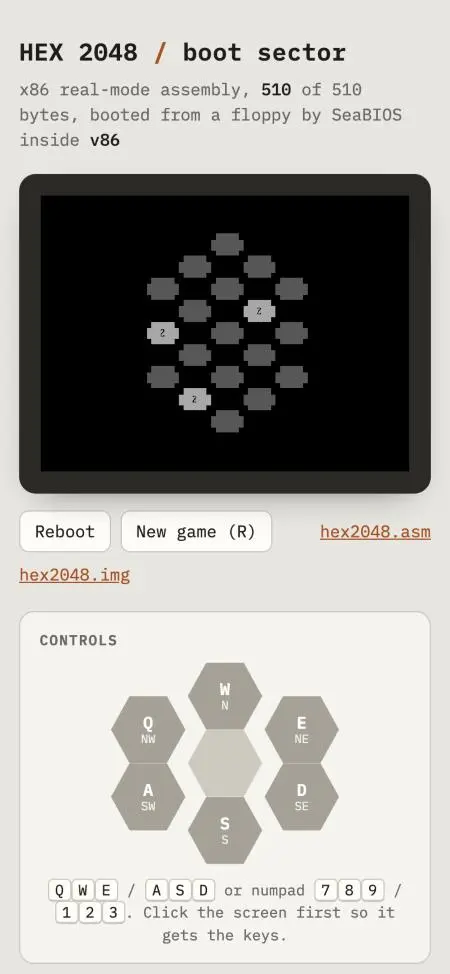 HEX 2048 / boot sector
x86 real-mode assembly, 510 of 510
bytes, booted from a floppy by SeaBIOS
inside v86
2
2
2
Reboot
New game (R)
hex2048.asm
hex2048.img
CONTROLS
W
N
Q
NW
E
NE
A
SW
D
SE
S
S
Q W E / A S D or numpad 7 8 9 /
1 2 3. Click the screen first so it
gets the keys.